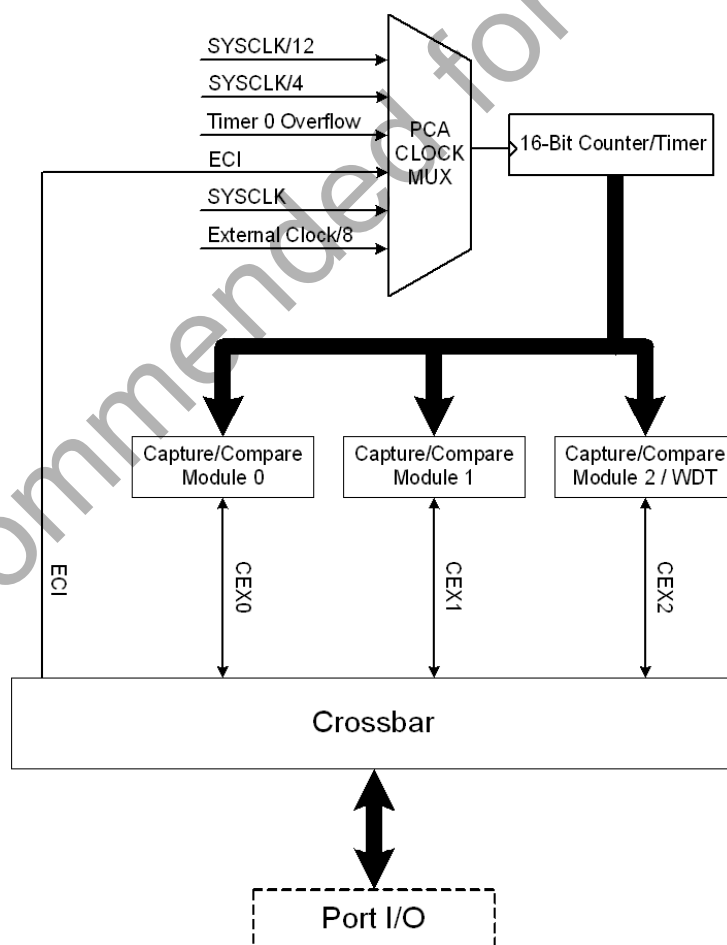 SYSCLK/12
SYSCLK/4
Timer 0 Overflow
ECI
SYSCLK
External Clock/8
PCA
CLOCK
MUX
16-Bit Counter/Timer
Capture/Compare
Module 0
Capture/Compare
Module 1
Capture/Compare
Module 2 / WDT
ECI
CEX0
CEX1
CEX2
Crossbar
Port I/O
ommended for